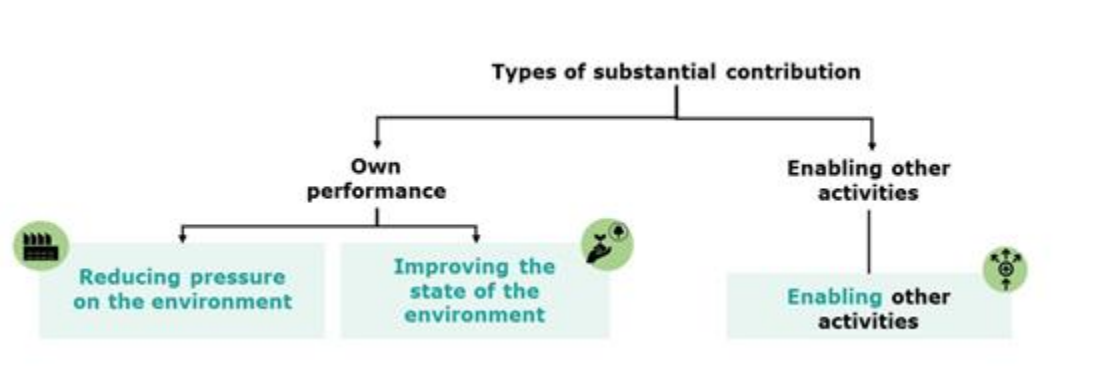 Types of substantial contribution
Own
performance
Enabling other
activities
Reducing pressure
on the environment
Improving the
state of the
environment
Enabling other
activities